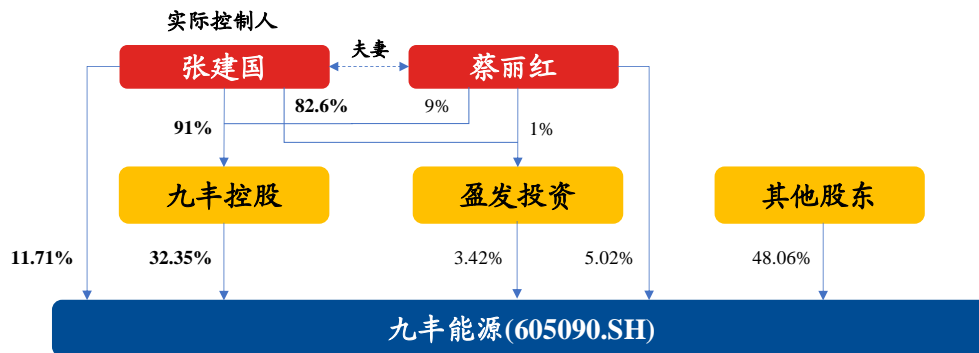 实际控制人
张建国
夫妻
蔡丽红
82.6%
9%
91%
1%
九丰控股
盈发投资
其他股东
11.71%
32.35%
3.42%
5.02%
48.06%
九丰能源(605090.SH)